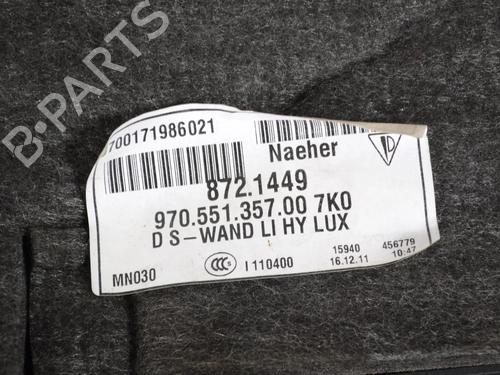 700171986021
Naeher
872.1449
970.551.357.00 7K0
D S-WAND LI HY LUX
MN030
CCC S
I 110400
15940
16.12.11
456779
10:47
B-PARTS